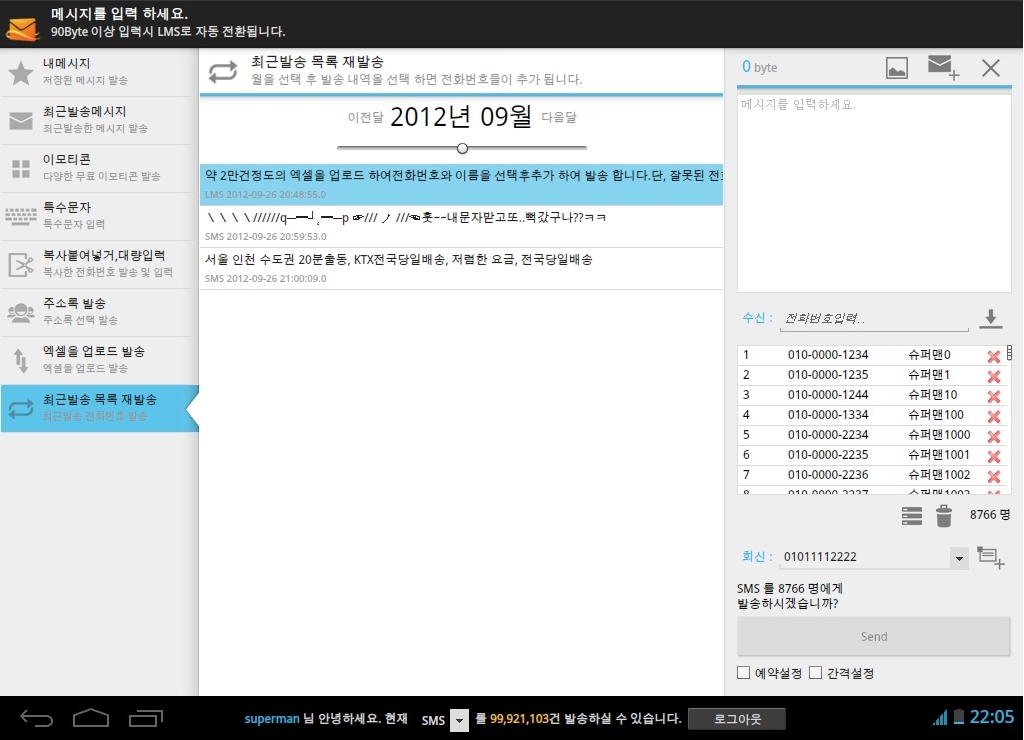 메시지를 입력 하세요.
90Byte 이상 입력시 LMS로 자동 전환됩니다.
내메시지
저장된 메시지 발송
최근발송메시지
최근발송한 메시지 발송
이모티콘
다양한 무료 이모티콘 발송
특수문자
특수문자 입력
복사붙여넣거,대량입력
복사한 전화번호 발송 및 입력
주소록 발송
주소록 선택 발송
엑셀을 업로드 발송
엑셀을 업로드 발송
최근발송 목록 재발송
최근발송 전화번호 발송
최근발송 목록 재발송
월을 선택 후 발송 내역을 선택 하면 전화번호들이 추가 됩니다.
이전달 2012년 09월 다음달
약 2만건정도의 엑셀을 업로드 하여전화번호와 이름을 선택후추가 하여 발송 합니다.단, 잘못된
LMS 2012-09-26 20:48:55.0
훗~~내문자받고또..뻑갔구나??ㅋㅋ
SMS 2012-09-26 20:59:53.0
서울 인천 수도권 20분출동, KTX전국당일배송, 저렴한 요금, 전국당일배송
SMS 2012-09-26 21:00:09.0
0 byte
메시지를 입력하세요.
수신 : 전화번호입력..
1 010-0000-1234 슈퍼맨0
2 010-0000-1235 슈퍼맨1
3 010-0000-1244 슈퍼맨10
4 010-0000-1334 슈퍼맨100
5 010-0000-2234 슈퍼맨1000
6 010-0000-2235 슈퍼맨1001
7 010-0000-2236 슈퍼맨1002
8 010-0000-2237 슈퍼맨1003
8766 명
회신 : 01011112222
SMS 를 8766 명에게
발송하시겠습니까?
Send
예약설정 간격설정
superman 님 안녕하세요. 현재 SMS 를 99,921,103건 발송하실 수 있습니다. 로그아웃
22:05